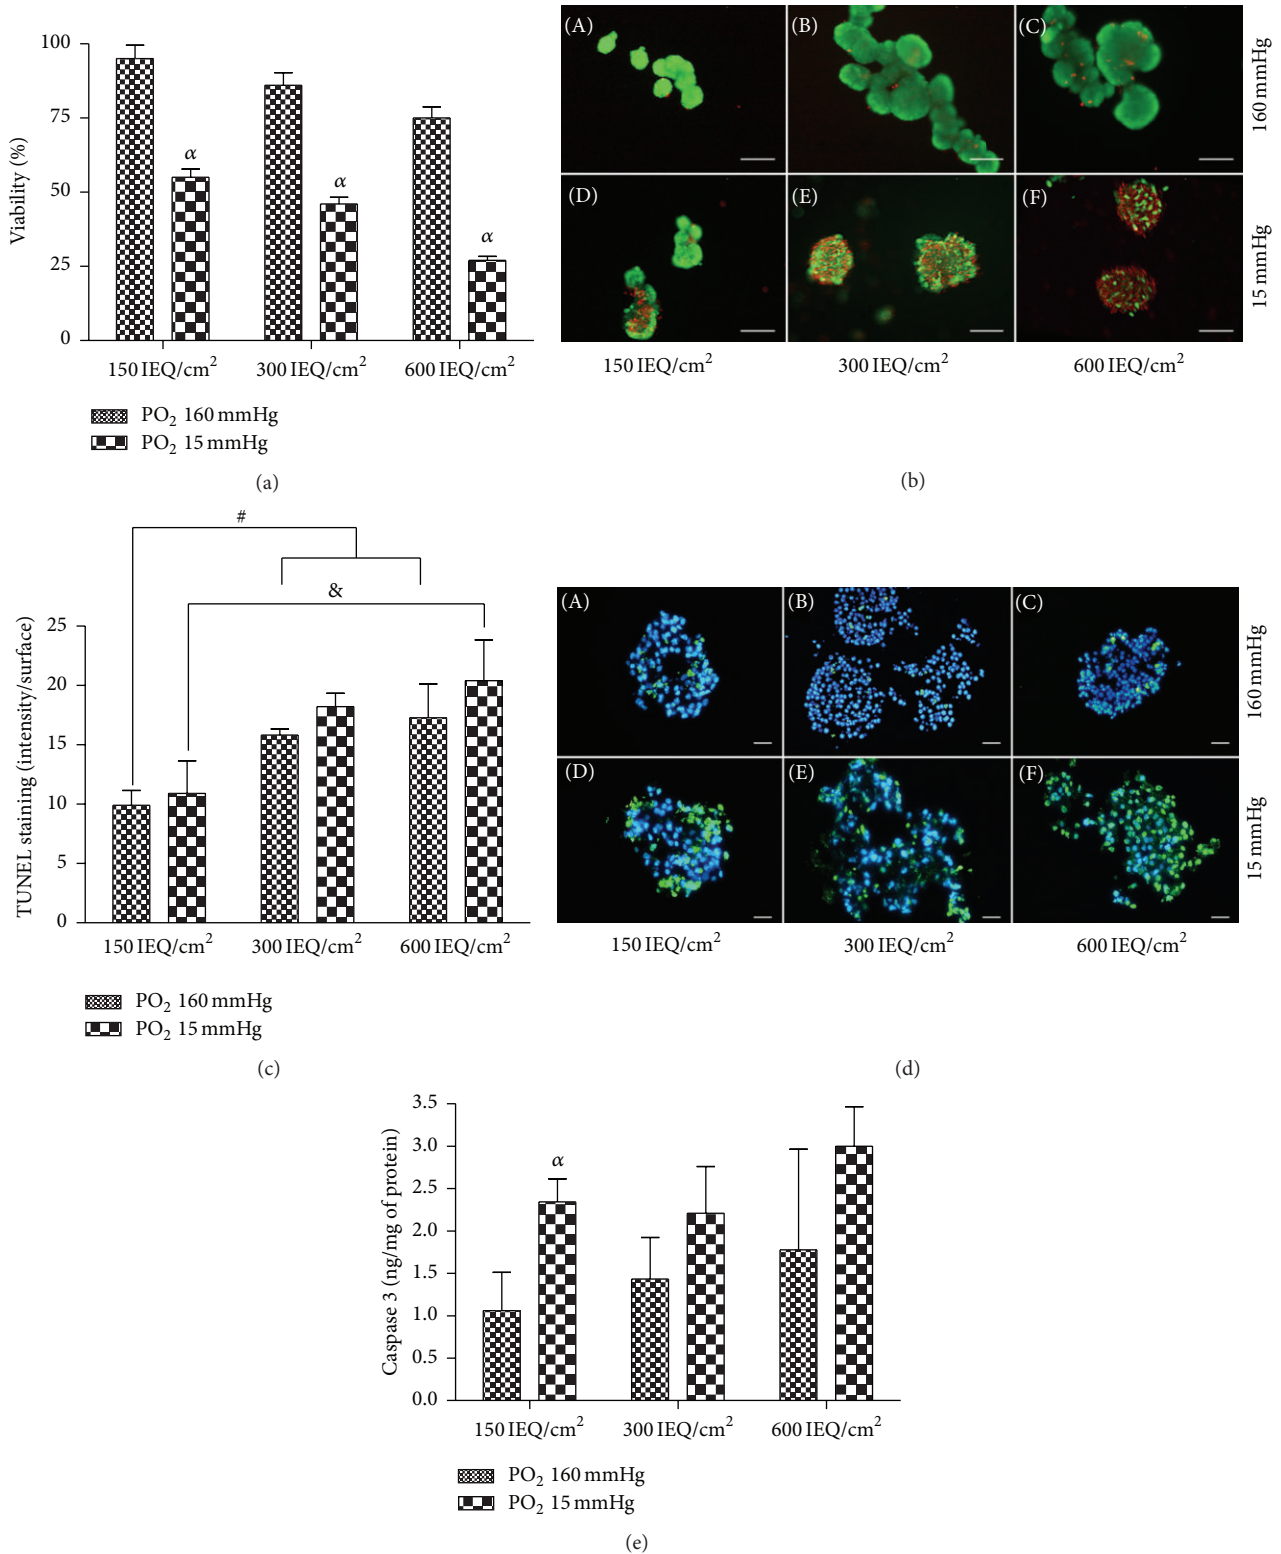 100
75
50
25
0
Viability (%)
α
α
α
150 IEQ/cm²
300 IEQ/cm²
600 IEQ/cm²
PO₂ 160 mmHg
PO₂ 15 mmHg
(a)
(A)
(B)
(C)
160 mmHg
(D)
(E)
(F)
15 mmHg
150 IEQ/cm²
300 IEQ/cm²
600 IEQ/cm²
(b)
#
&
25
20
15
10
5
0
TUNEL staining (intensity/surface)
150 IEQ/cm²
300 IEQ/cm²
600 IEQ/cm²
PO₂ 160 mmHg
PO₂ 15 mmHg
(c)
(A)
(B)
(C)
160 mmHg
(D)
(E)
(F)
15 mmHg
150 IEQ/cm²
300 IEQ/cm²
600 IEQ/cm²
(d)
3.5
3.0
2.5
2.0
1.5
1.0
0.5
0.0
Caspase 3 (ng/mg of protein)
α
150 IEQ/cm²
300 IEQ/cm²
600 IEQ/cm²
PO₂ 160 mmHg
PO₂ 15 mmHg
(e)